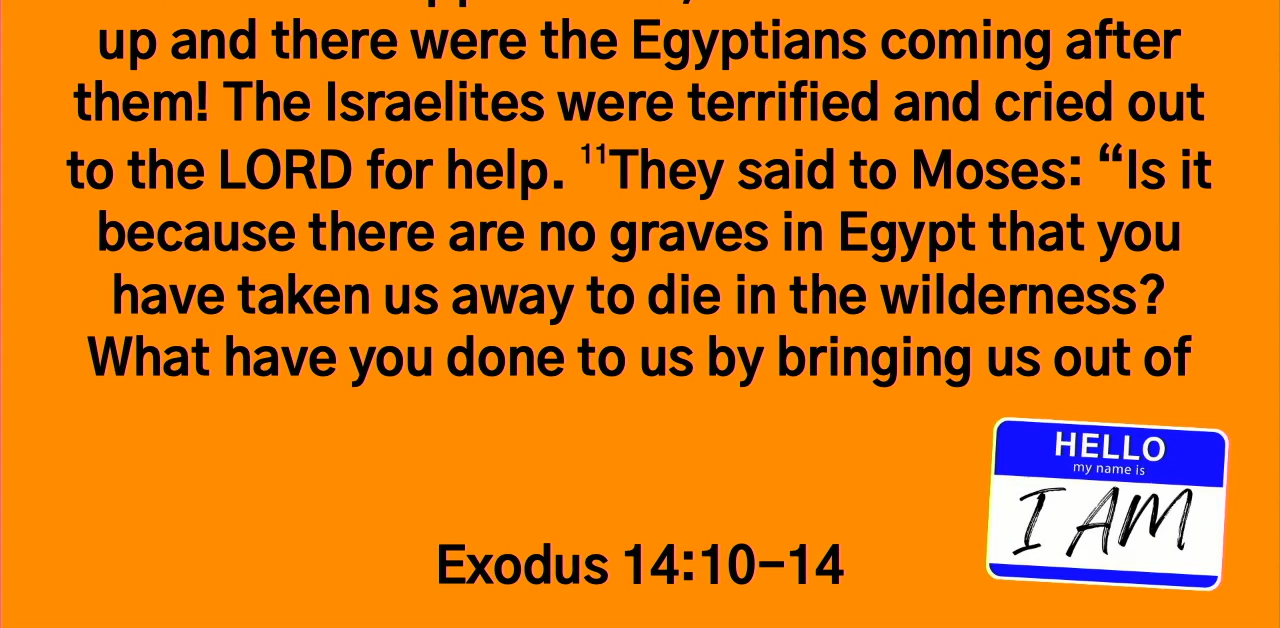 up and there were the Egyptians coming after
them! The Israelites were terrified and cried out
to the LORD for help. ¹¹They said to Moses: “Is it
because there are no graves in Egypt that you
have taken us away to die in the wilderness?
What have you done to us by bringing us out of
HELLO
my name is
I AM
Exodus 14:10-14